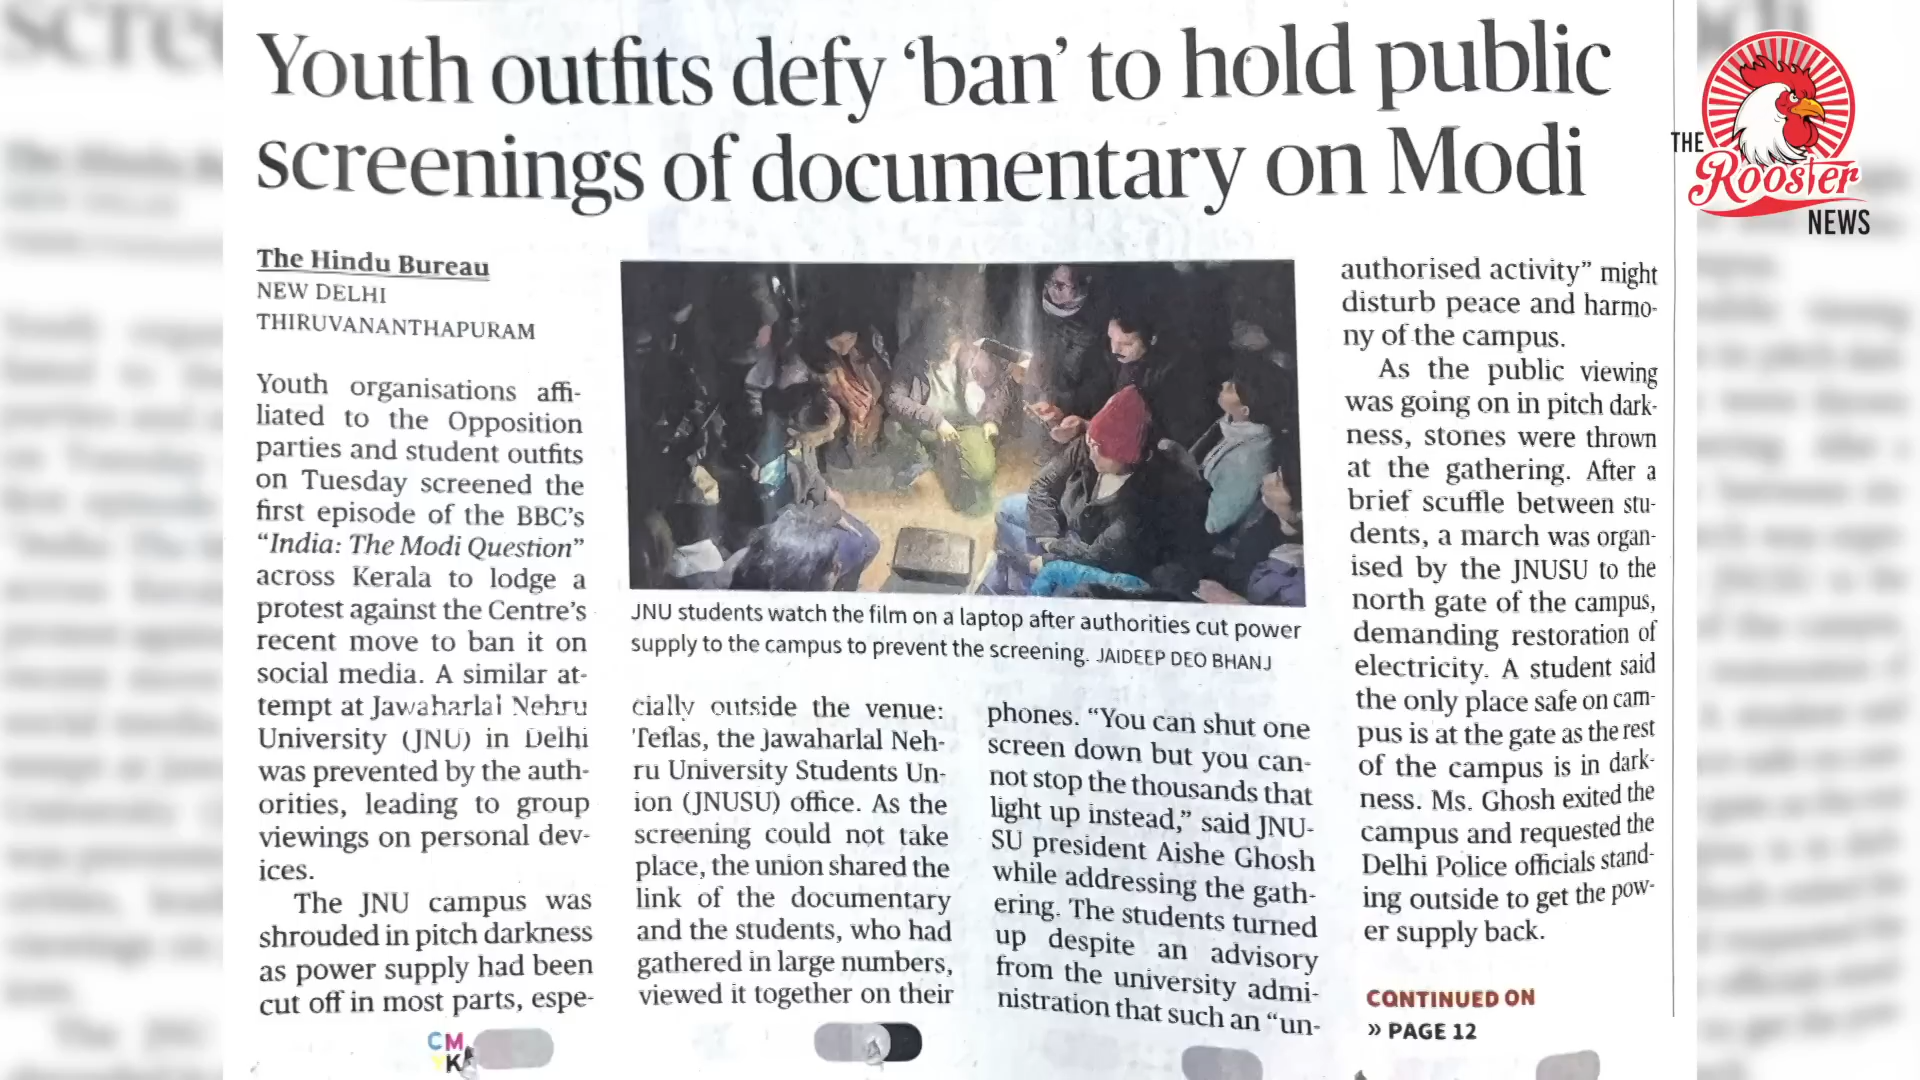 Youth outfits defy ‘ban’ to hold public
screenings of documentary on Modi
THE
Rooster
NEWS
The Hindu Bureau
NEW DELHI
THIRUVANANTHAPURAM
Youth organisations affi-
liated to the Opposition
parties and student outfits
on Tuesday screened the
first episode of the BBC’s
“India: The Modi Question”
across Kerala to lodge a
protest against the Centre’s
recent move to ban it on
social media. A similar at-
tempt at Jawaharlal Nehru
University (JNU) in Delhi
was prevented by the auth-
orities, leading to group
viewings on personal dev-
ices.
The JNU campus was
shrouded in pitch darkness
as power supply had been
cut off in most parts, espe-
JNU students watch the film on a laptop after authorities cut power
supply to the campus to prevent the screening. JAIDEEP DEO BHANJ
cially outside the venue:
Teflas, the Jawaharlal Neh-
ru University Students Un-
ion (JNUSU) office. As the
screening could not take
place, the union shared the
link of the documentary
and the students, who had
gathered in large numbers,
viewed it together on their
phones. “You can shut one
screen down but you can-
not stop the thousands that
light up instead,” said JNU-
SU president Aishe Ghosh
while addressing the gath-
ering. The students turned
up despite an advisory
from the university admi-
nistration that such an “un-
authorised activity” might
disturb peace and harmo-
ny of the campus.
As the public viewing
was going on in pitch dark-
ness, stones were thrown
at the gathering. After a
brief scuffle between stu-
dents, a march was organ-
ised by the JNUSU to the
north gate of the campus,
demanding restoration of
electricity. A student said
the only place safe on cam-
pus is at the gate as the rest
of the campus is in dark-
ness. Ms. Ghosh exited the
campus and requested the
Delhi Police officials stand-
ing outside to get the pow-
er supply back.
CONTINUED ON
» PAGE 12
CM
YK